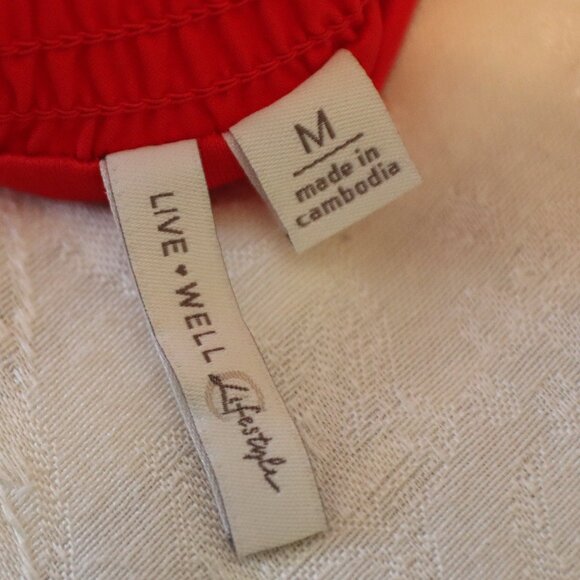 M
made in
cambodia
LIVE ♥ WELL Lifestyle